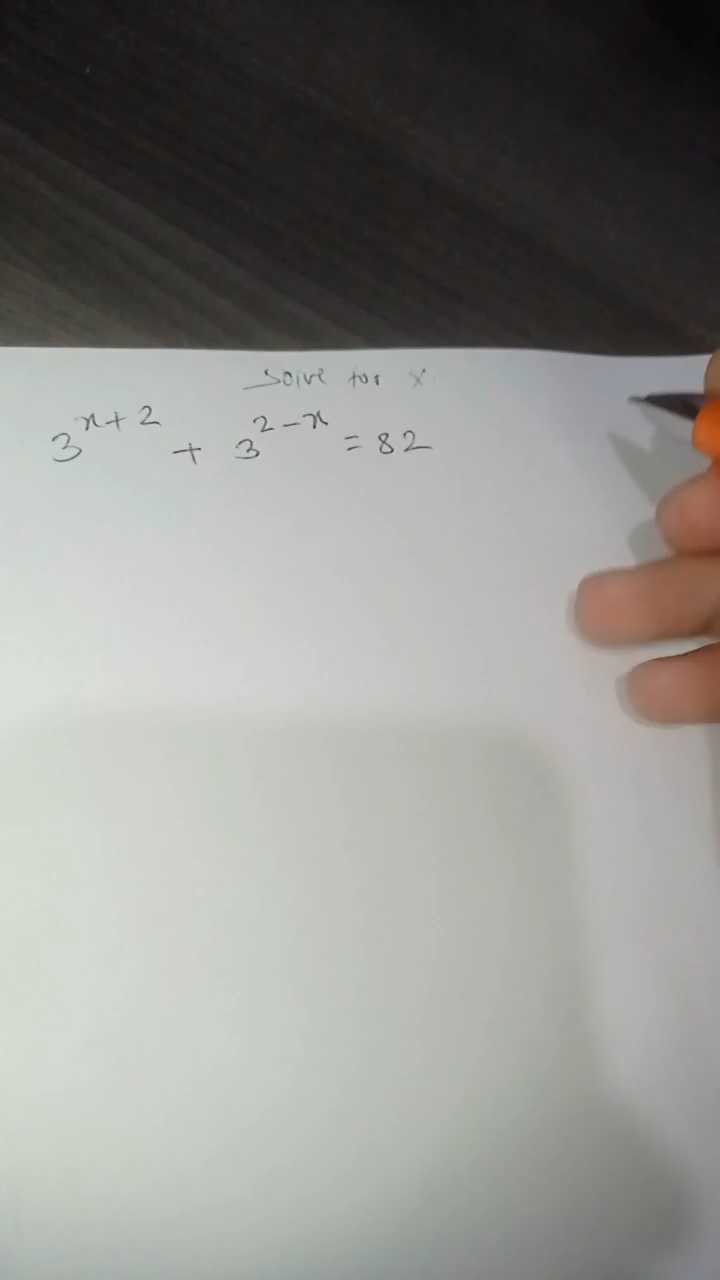 Solve for x.
3^{x+2} + 3^{2-x} = 82